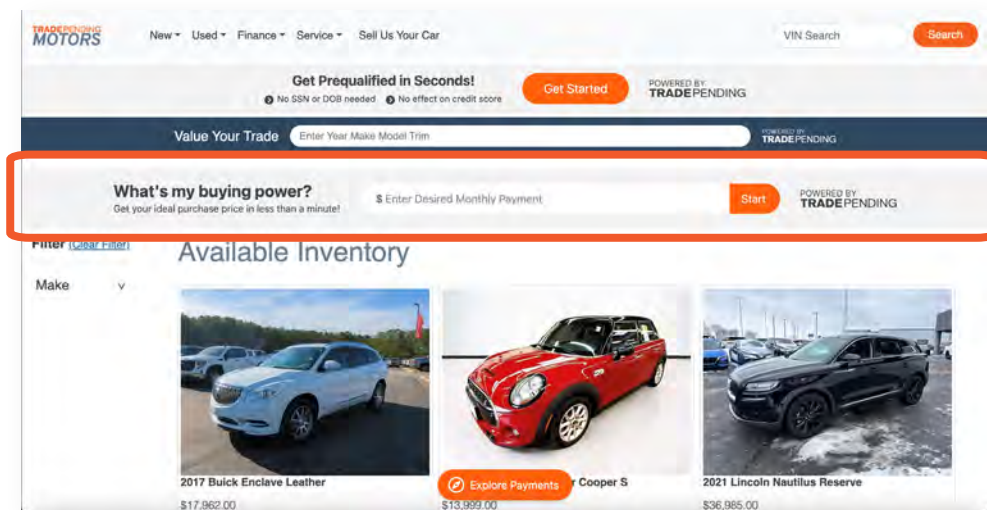 TRADEPENDING
MOTORS
New Used Finance Service Sell Us Your Car
VIN Search
Search
Get Prequalified in Seconds!
No SSN or DOB needed No effect on credit score
Get Started
POWERED BY
TRADEPENDING
Value Your Trade
Enter Year Make Model Trim
POWERED BY
TRADEPENDING
What's my buying power?
Get your ideal purchase price in less than a minute!
$ Enter Desired Monthly Payment
Start
POWERED BY
TRADEPENDING
Filter (Clear Filter)
Available Inventory
Make v
2017 Buick Enclave Leather
Explore Payments
Cooper S
2021 Lincoln Nautilus Reserve
$17,962.00
$13,999.00
$36,985.00